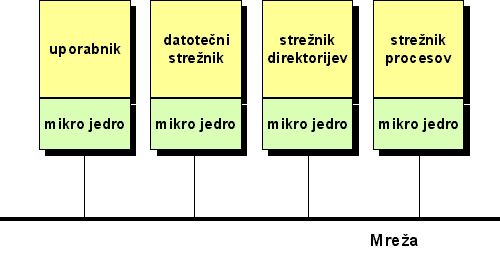 uporabnik
datotečni
strežnik
strežnik
direktorijev
strežnik
procesov
mikro jedro
mikro jedro
mikro jedro
mikro jedro
Mreža